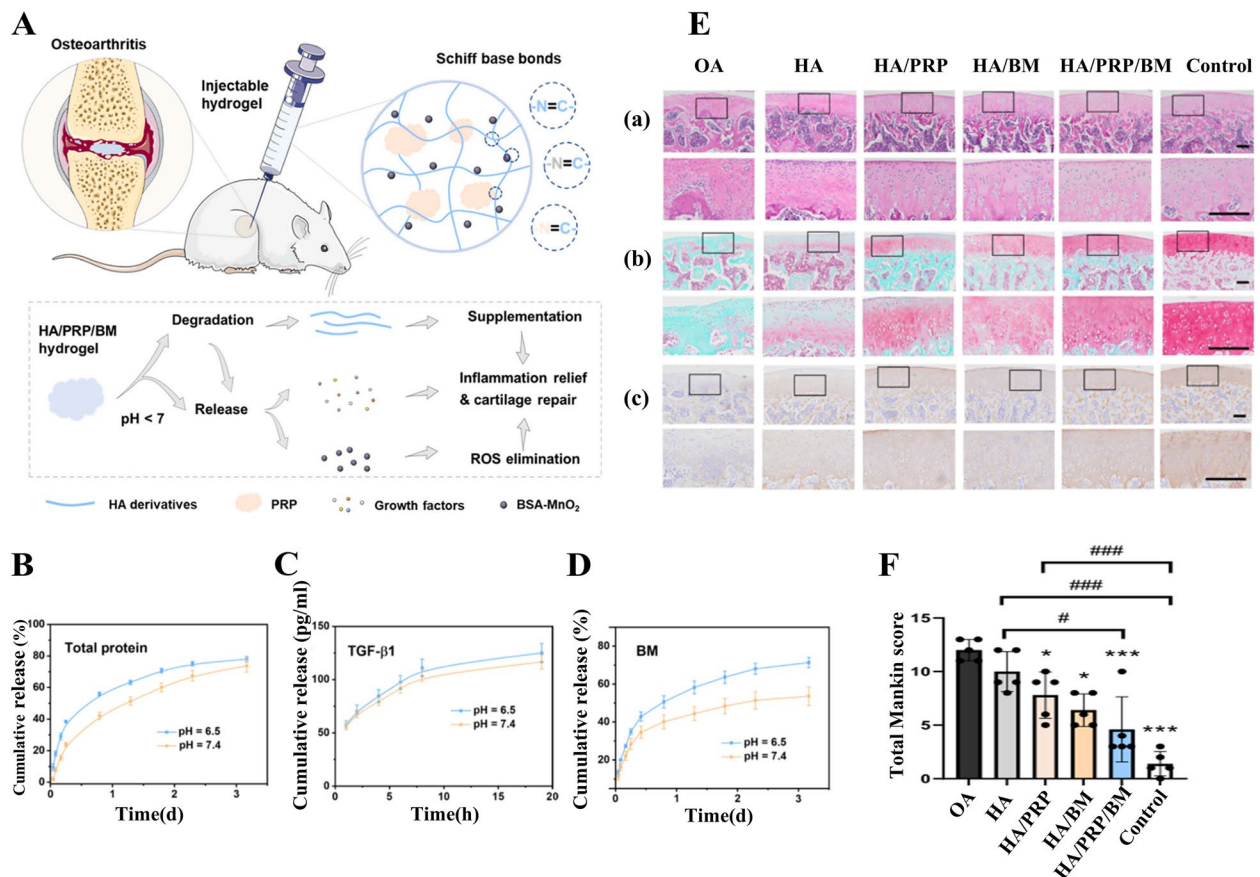 A
Osteoarthritis
Injectable
hydrogel
Schiff base bonds
-N=C-
-N=C-
-N=C-
HA/PRP/BM
hydrogel
pH < 7
Degradation
Release
Supplementation
Inflammation relief
& cartilage repair
ROS elimination
HA derivatives
PRP
Growth factors
BSA-MnO₂
E
OA HA HA/PRP HA/BM HA/PRP/BM Control
(a)
(b)
(c)
B
Cumulative release (%)
100
80
60
40
20
0
Total protein
pH = 6.5
pH = 7.4
0 1 2 3
Time(d)
C
Cumulative release (pg/ml)
150
100
50
0
TGF-β1
pH = 6.5
pH = 7.4
0 5 10 15 20
Time(h)
D
Cumulative release (%)
80
60
40
20
BM
pH = 6.5
pH = 7.4
0 1 2 3
Time(d)
F
###
###
#
Total Mankin score
15
10
5
0
* * *** ***
OA
HA
HA/PRP
HA/BM
HA/PRP/BM
Control